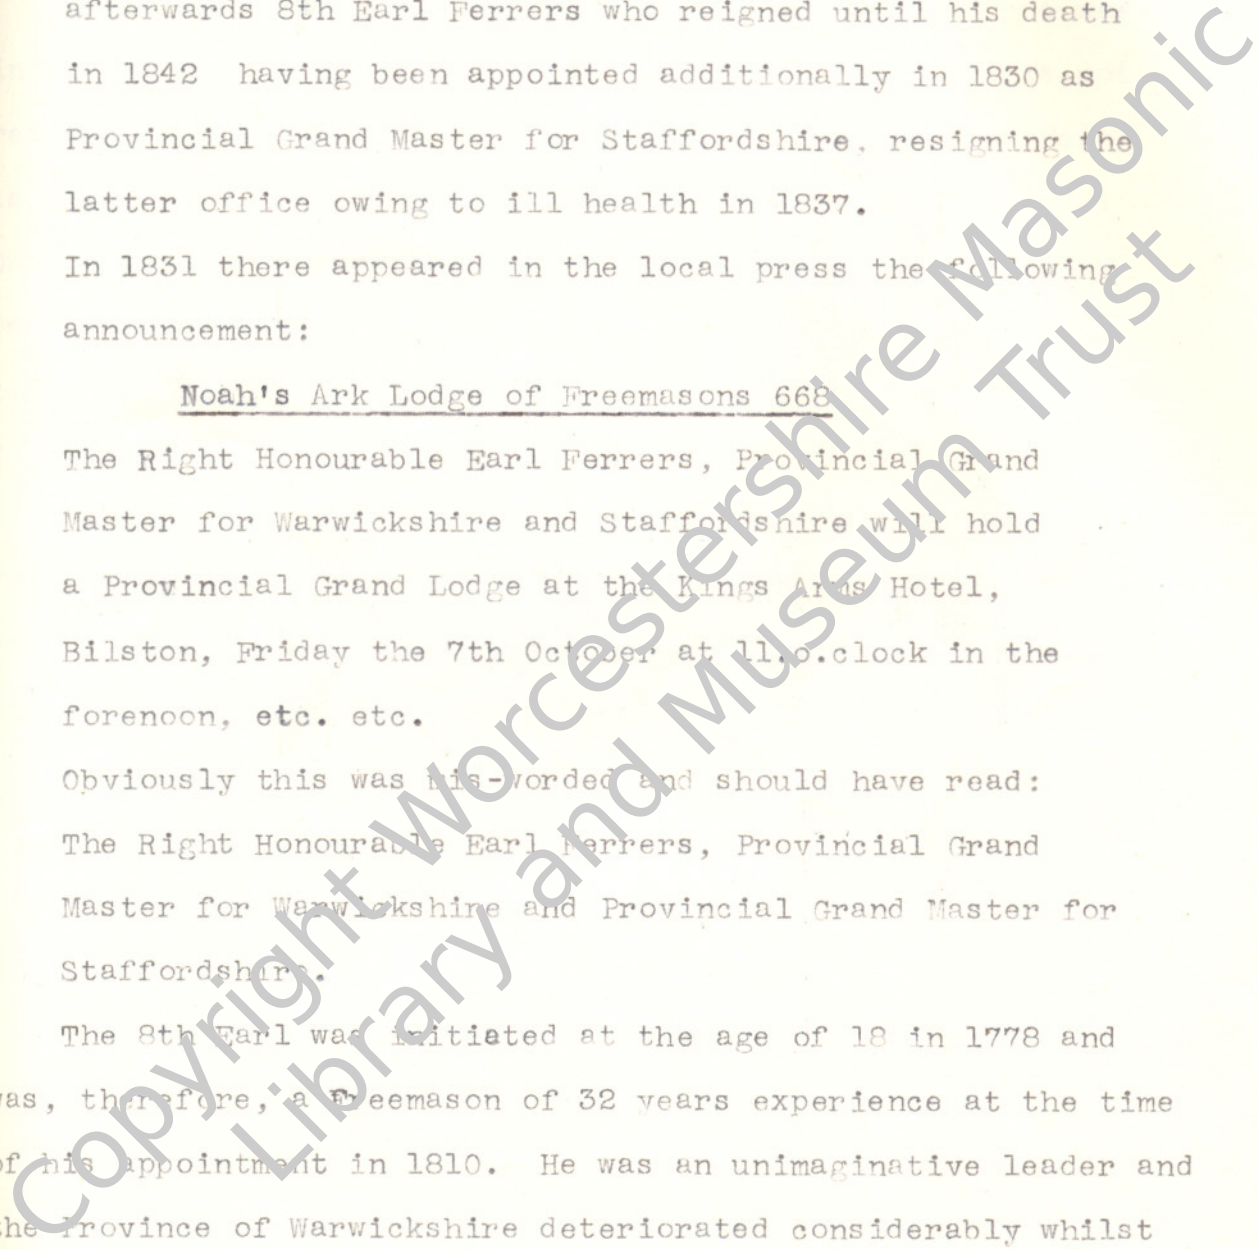 afterwards 8th Earl Ferrers who reigned until his death
in 1842 having been appointed additionally in 1830 as
Provincial Grand Master for Staffordshire, resigning the
latter office owing to ill health in 1837.
In 1831 there appeared in the local press the following
announcement:
Noah's Ark Lodge of Freemasons 668
The Right Honourable Earl Ferrers, Provincial Grand
Master for Warwickshire and Staffordshire will hold
a Provincial Grand Lodge at the Kings Arms Hotel,
Bilston, Friday the 7th October at 11.o.clock in the
forenoon, etc. etc.
Obviously this was mis-worded and should have read:
The Right Honourable Earl Ferrers, Provincial Grand
Master for Warwickshire and Provincial Grand Master for
Staffordshire.
The 8th Earl was initiated at the age of 18 in 1778 and
was, therefore, a Freemason of 32 years experience at the time
of his appointment in 1810. He was an unimaginative leader and
the Province of Warwickshire deteriorated considerably whilst
Copyright Worcestershire Masonic
Library and Museum Trust